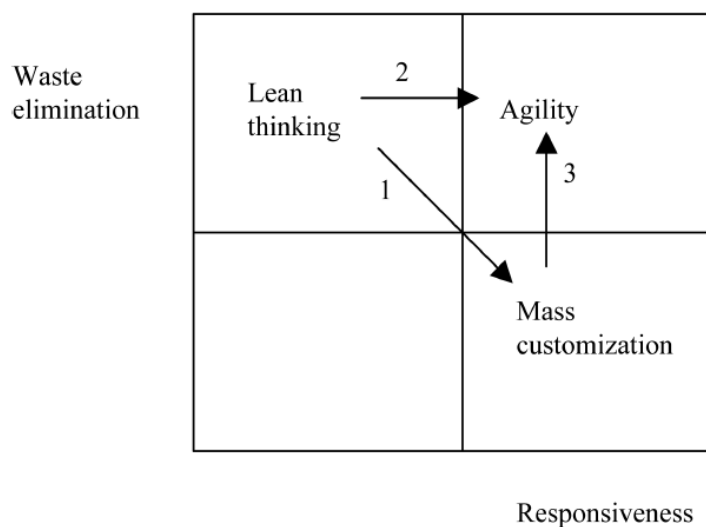 Waste
elimination
Lean
thinking
2
Agility
1
3
Mass
customization
Responsiveness